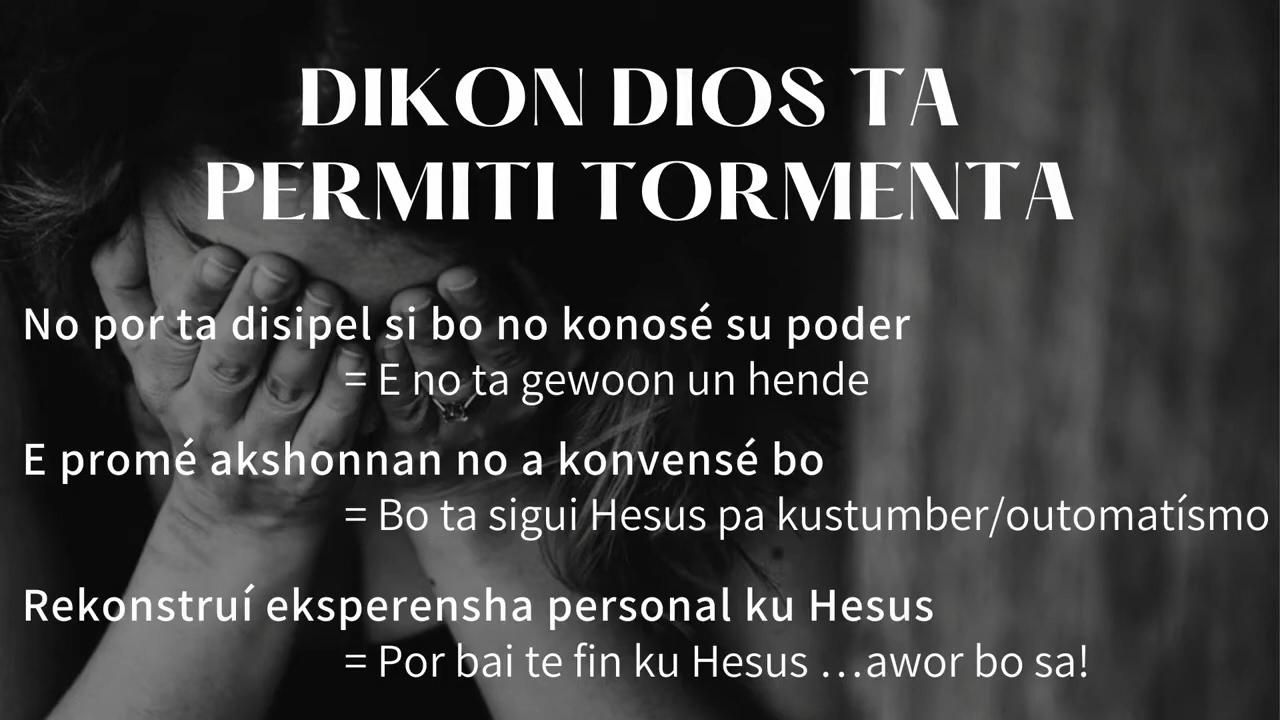 DIKON DIOS TA
PERMITI TORMENTA
No por ta disipel si bo no konosé su poder
= E no ta gewoon un hende
E promé akshonnan no a konvensé bo
= Bo ta sigui Hesus pa kustumber/outomatísmo
Rekonstruí eksperensha personal ku Hesus
= Por bai te fin ku Hesus ...awor bo sa!